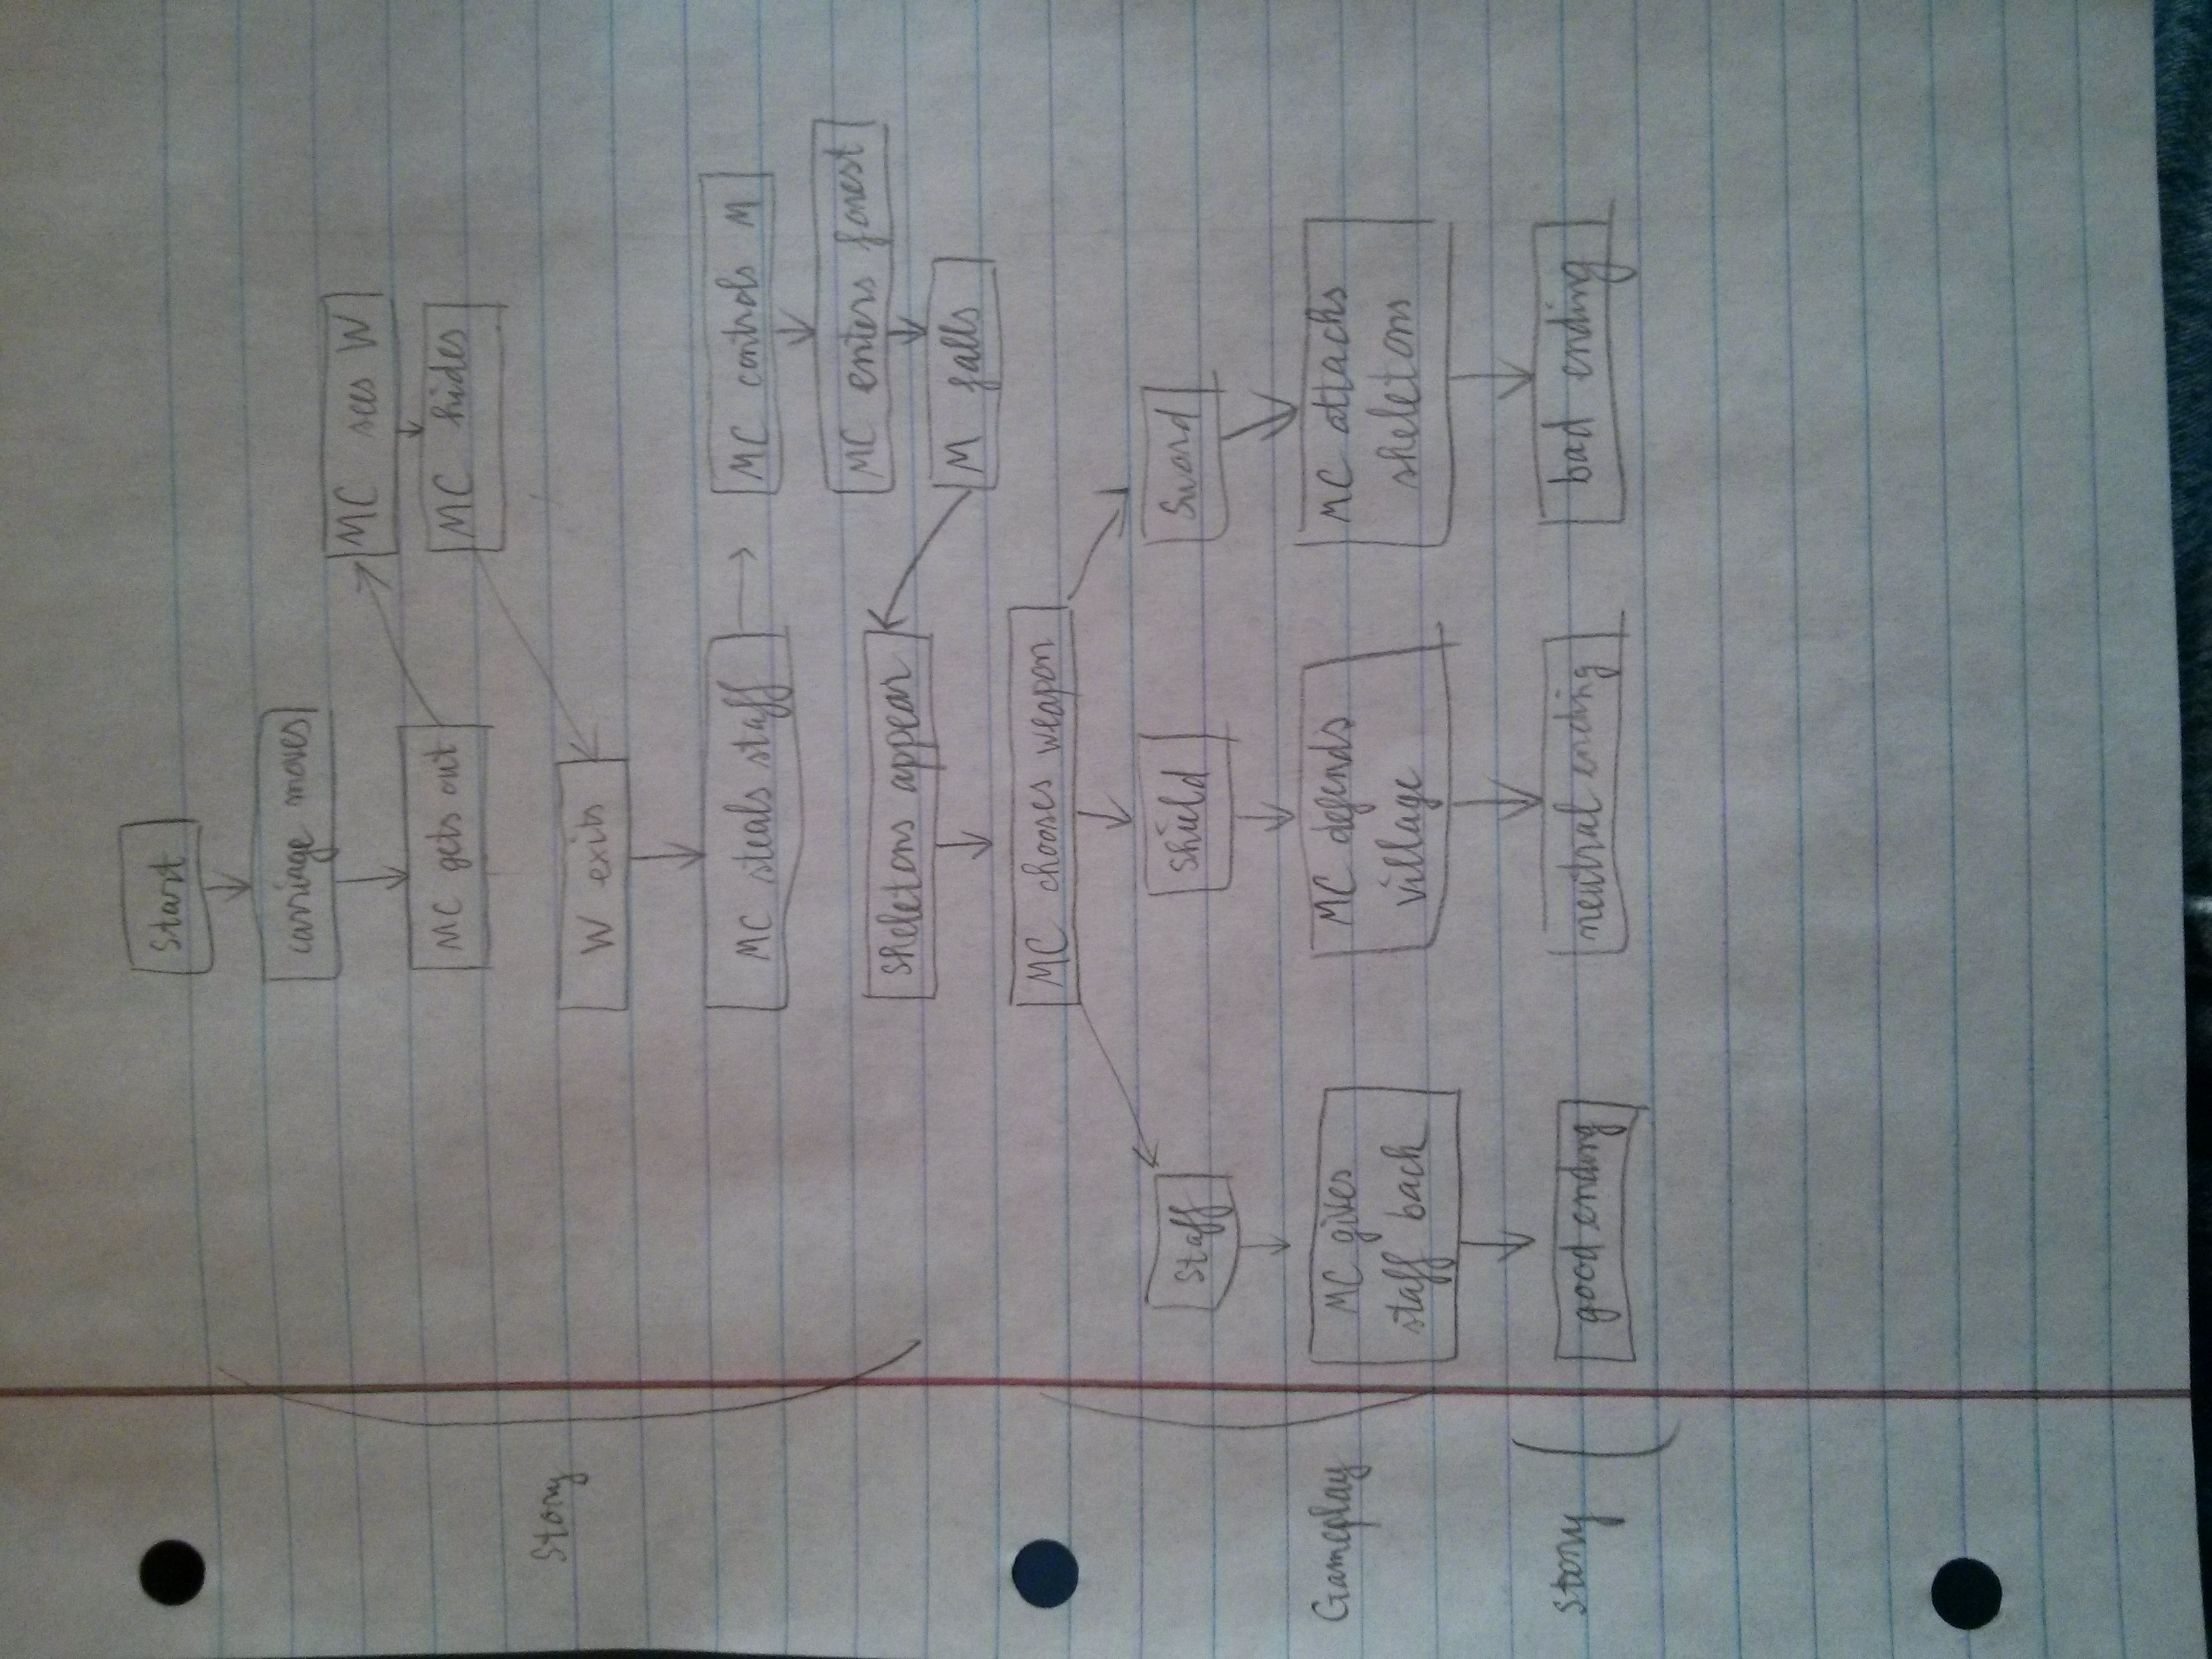 Start
carriage moves
MC gets out
MC sees W
MC hides
W exits
MC steals staff
MC controls M
MC enters forest
M falls
skeletons appear
MC chooses weapon
Staff
Shield
Sword
MC gives
staff back
MC defends
village
MC attacks
skeletons
good ending
neutral ending
bad ending
Story
Gameplay
Story